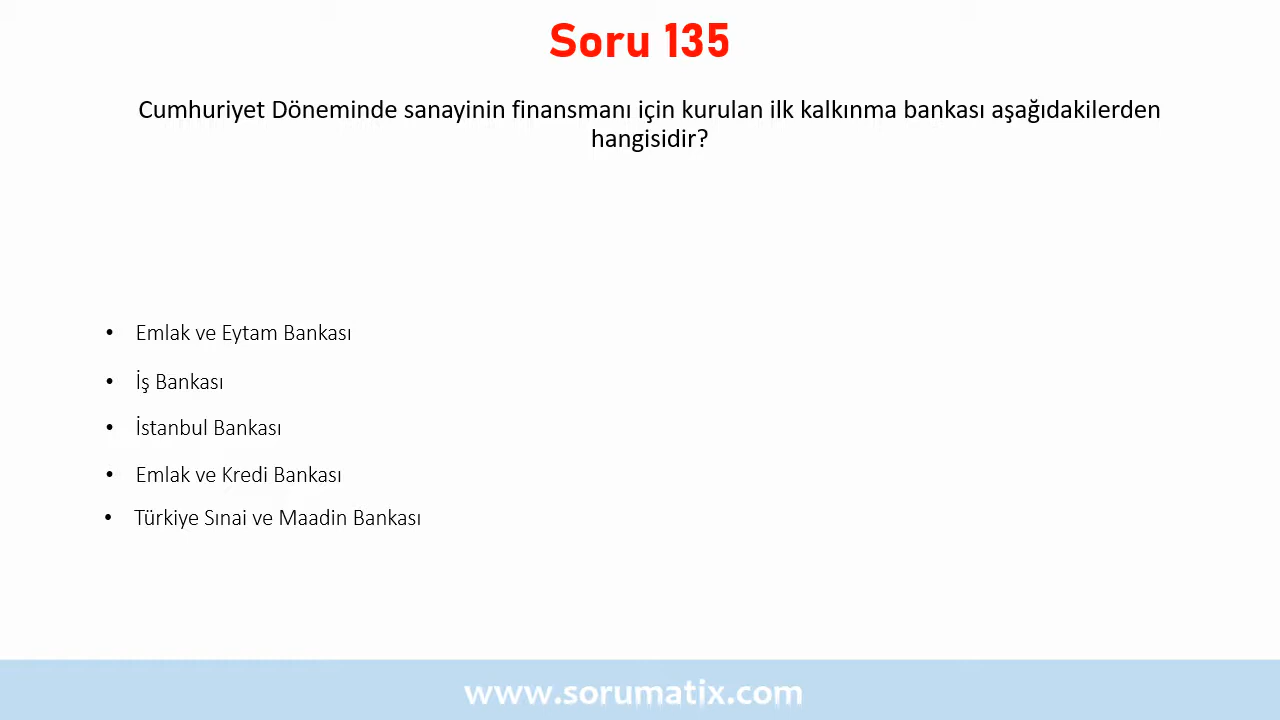 Soru 135
Cumhuriyet Döneminde sanayinin finansmanı için kurulan ilk kalkınma bankası aşağıdakilerden
hangisidir?
• Emlak ve Eytam Bankası
• İş Bankası
• İstanbul Bankası
• Emlak ve Kredi Bankası
• Türkiye Sınai ve Maadin Bankası
www.sorumatix.com